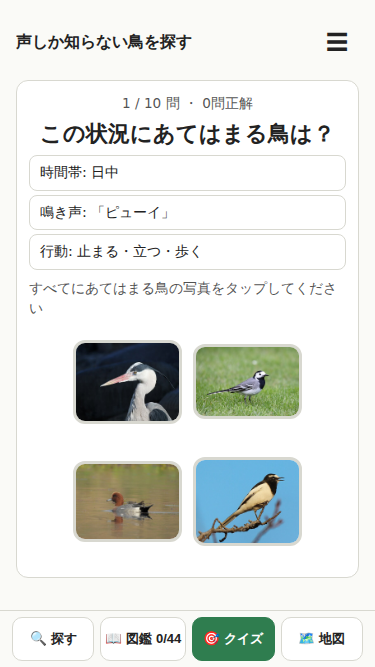 声しか知らない鳥を探す
1 / 10 問 ・ 0問正解
この状況にあてはまる鳥は？
時間帯: 日中
鳴き声: 「ピューイ」
行動: 止まる・立つ・歩く
すべてにあてはまる鳥の写真をタップしてくださ
い
🔍 探す
📖 図鑑 0/44
🎯 クイズ
🗺️ 地図